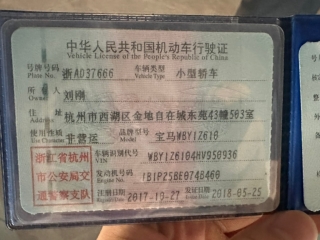 中华人民共和国机动车行驶证
Vehicle License of the People's Republic of China
号牌号码 浙AD37666 车辆类型 小型轿车
Plate No. Vehicle Type
所有人 刘刚
住址 杭州市西湖区金地自在城东苑45幢503室
使用性质 非营运 品牌型号 宝马WBY1Z610
浙江省杭州
市公安局交
通警察支队
车辆识别代号 WBY1Z6104HV950936
VIN
发动机号码 1B1P25BE074B460
Engine No.
注册日期 2017-10-27 发证日期 2018-05-25